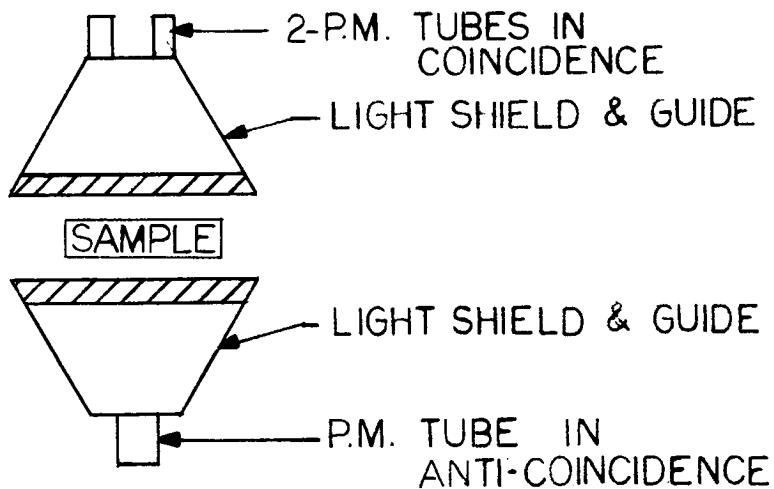 2-P.M. TUBES IN
COINCIDENCE
LIGHT SHIELD & GUIDE
SAMPLE
LIGHT SHIELD & GUIDE
P.M. TUBE IN
ANTI-COINCIDENCE